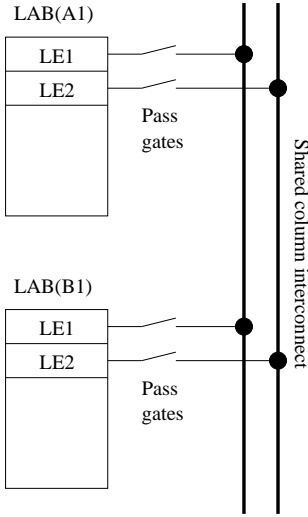 LAB(A1)
LE1
LE2
Pass
gates
Shared column interconnect
LAB(B1)
LE1
LE2
Pass
gates